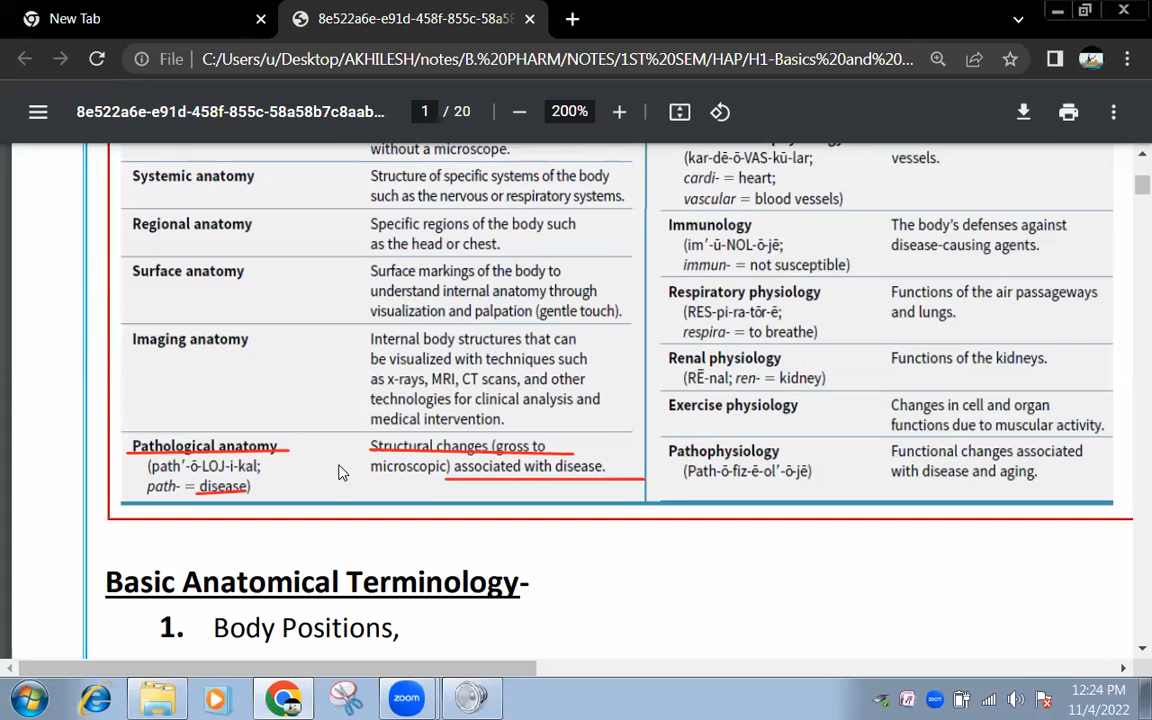 New Tab
8e522a6e-e91d-458f-855c-58a58
File
C:/Users/u/Desktop/AKHILESH/notes/B.%20PHARM/NOTES/1ST%20SEM/HAP/H1-Basics%20and%20...
8e522a6e-e91d-458f-855c-58a58b7c8aab...
1 / 20
200%
without a microscope.
Systemic anatomy
Structure of specific systems of the body
such as the nervous or respiratory systems.
Regional anatomy
Specific regions of the body such
as the head or chest.
Surface anatomy
Surface markings of the body to
understand internal anatomy through
visualization and palpation (gentle touch).
Imaging anatomy
Internal body structures that can
be visualized with techniques such
as x-rays, MRI, CT scans, and other
technologies for clinical analysis and
medical intervention.
Pathological anatomy
(path′-ō-LOJ-i-kal;
path- = disease)
Structural changes (gross to
microscopic) associated with disease.
(kar-dē-ō-VAS-kū-lar;
cardi- = heart;
vascular = blood vessels)
vessels.
Immunology
(im′-ū-NOL-ō-jē;
immun- = not susceptible)
The body's defenses against
disease-causing agents.
Respiratory physiology
(RES-pi-ra-tōr-ē;
respira- = to breathe)
Functions of the air passageways
and lungs.
Renal physiology
(RĒ-nal; ren- = kidney)
Functions of the kidneys.
Exercise physiology
Changes in cell and organ
functions due to muscular activity.
Pathophysiology
(Path-ō-fiz-ē-ol′-ō-jē)
Functional changes associated
with disease and aging.
Basic Anatomical Terminology-
1. Body Positions,
zoom
12:24 PM
11/4/2022